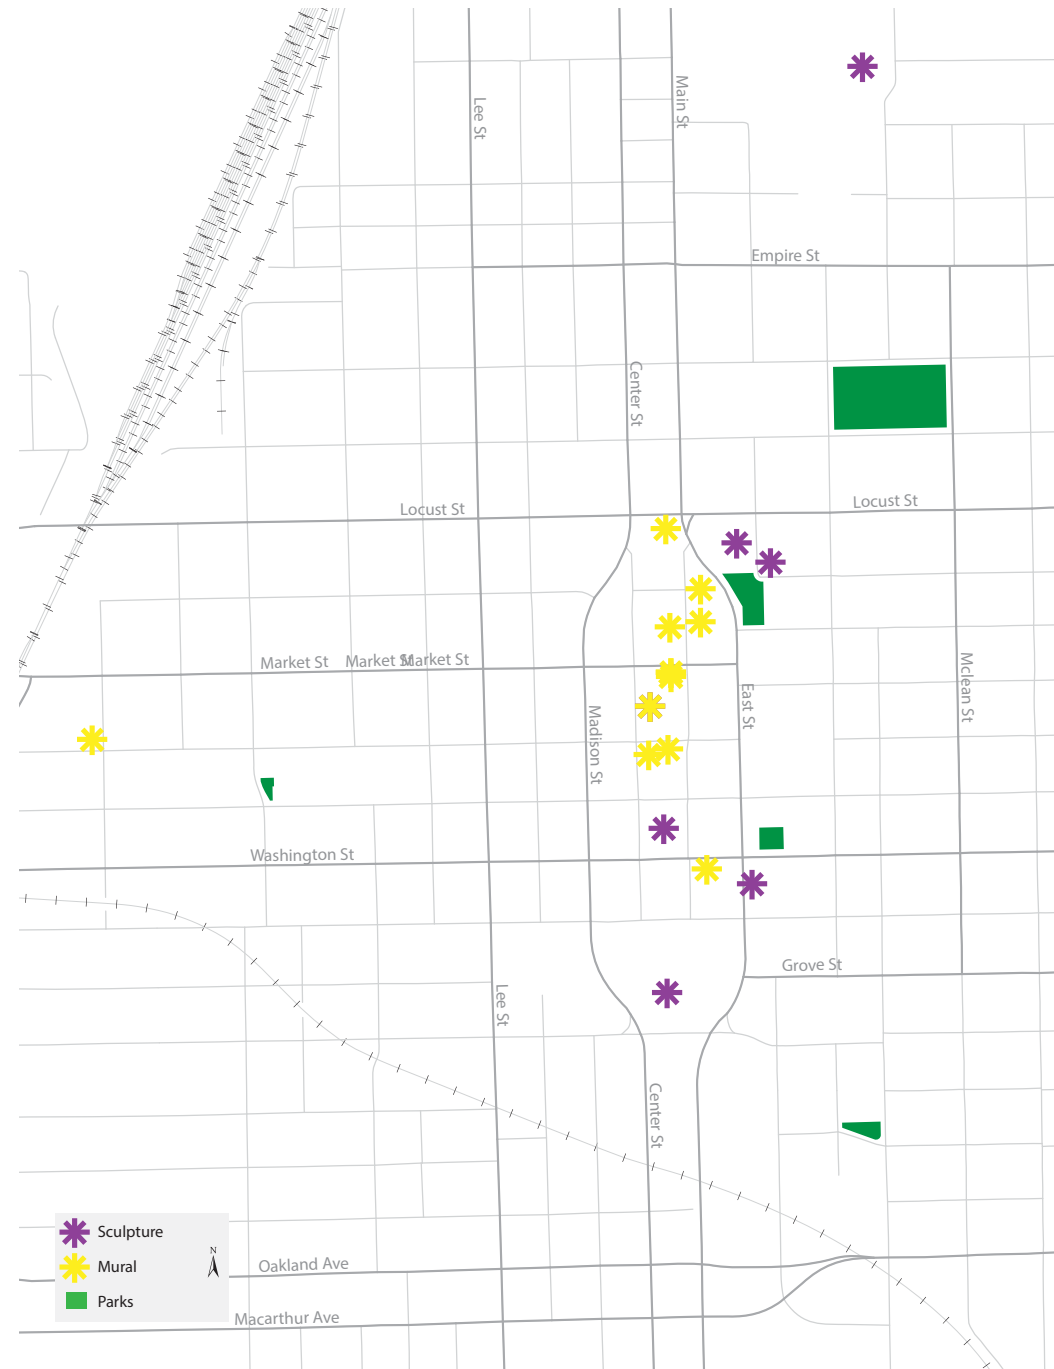 Lee St
Main St
Empire St
Center St
Locust St
Locust St
Market St
Market St
Market St
Mclean St
East St
Madison St
Washington St
Grove St
Lee St
Center St
Sculpture
N
Mural
Parks
Oakland Ave
Macarthur Ave